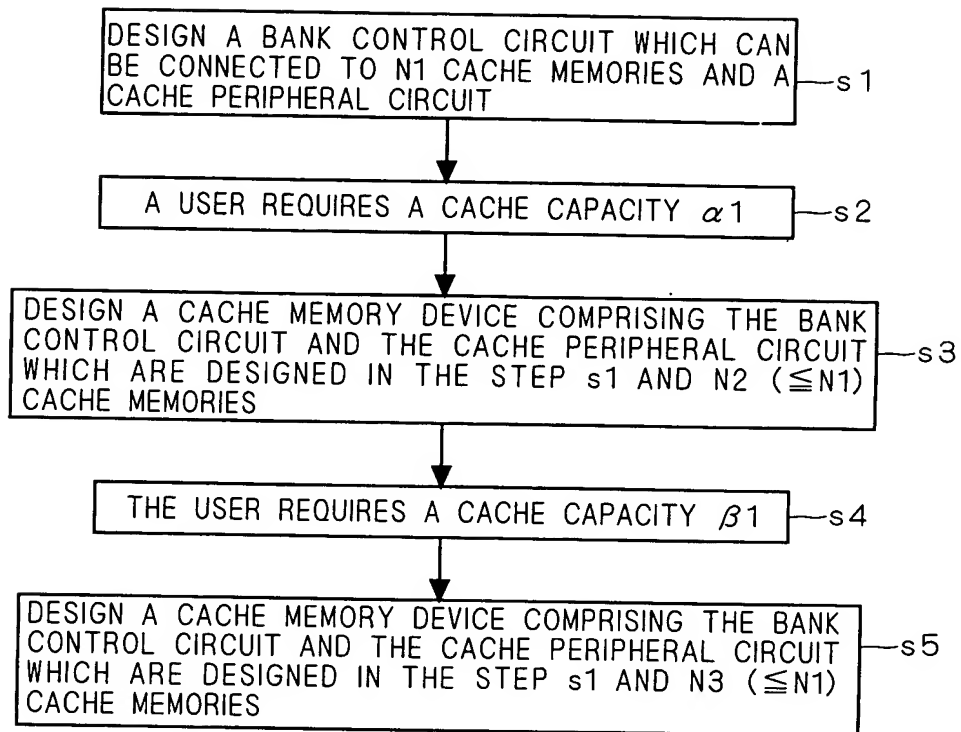 DESIGN A BANK CONTROL CIRCUIT WHICH CAN
BE CONNECTED TO N1 CACHE MEMORIES AND A
CACHE PERIPHERAL CIRCUIT
s1
A USER REQUIRES A CACHE CAPACITY α1
s2
DESIGN A CACHE MEMORY DEVICE COMPRISING THE BANK
CONTROL CIRCUIT AND THE CACHE PERIPHERAL CIRCUIT
WHICH ARE DESIGNED IN THE STEP s1 AND N2 (≦N1)
CACHE MEMORIES
s3
THE USER REQUIRES A CACHE CAPACITY β1
s4
DESIGN A CACHE MEMORY DEVICE COMPRISING THE BANK
CONTROL CIRCUIT AND THE CACHE PERIPHERAL CIRCUIT
WHICH ARE DESIGNED IN THE STEP s1 AND N3 (≦N1)
CACHE MEMORIES
s5